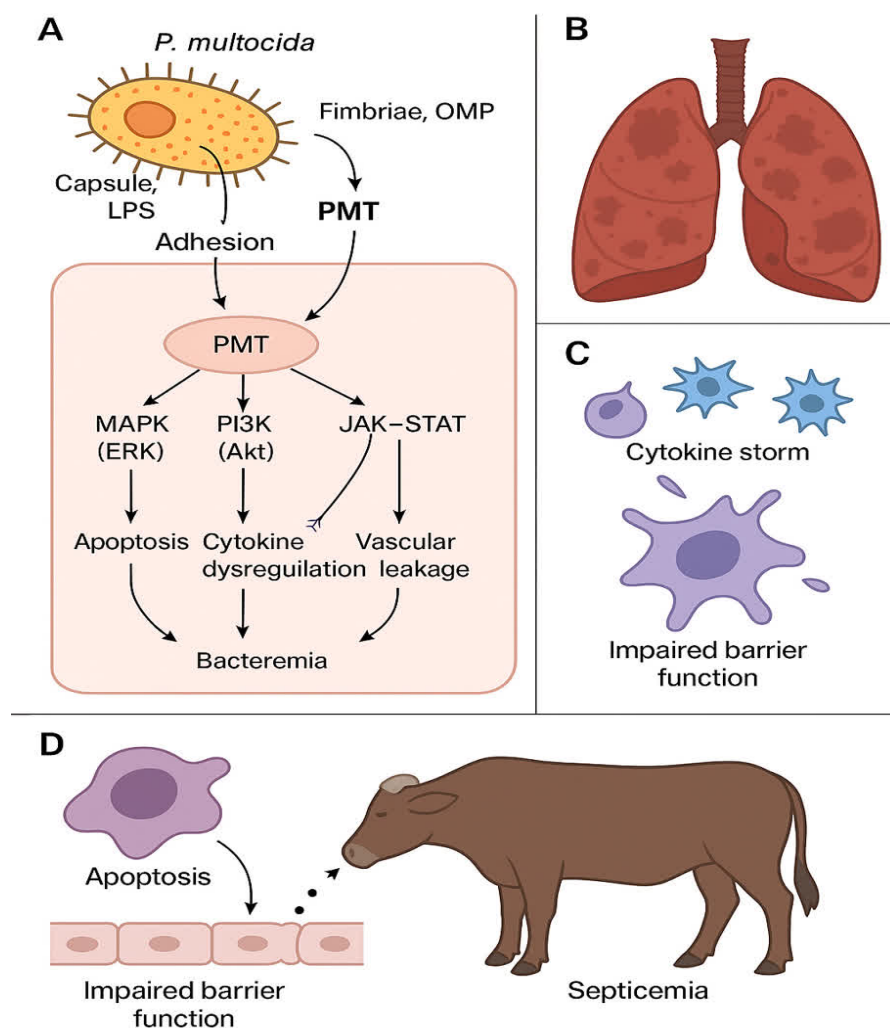 A
P. multocida
Fimbriae, OMP
Capsule,
LPS
PMT
Adhesion
PMT
MAPK
(ERK)
PI3K
(Akt)
JAK–STAT
Apoptosis
Cytokine
dysreguilation
Vascular
leakage
Bacteremia
B
C
Cytokine storm
Impaired barrier
function
D
Apoptosis
Impaired barrier
function
Septicemia